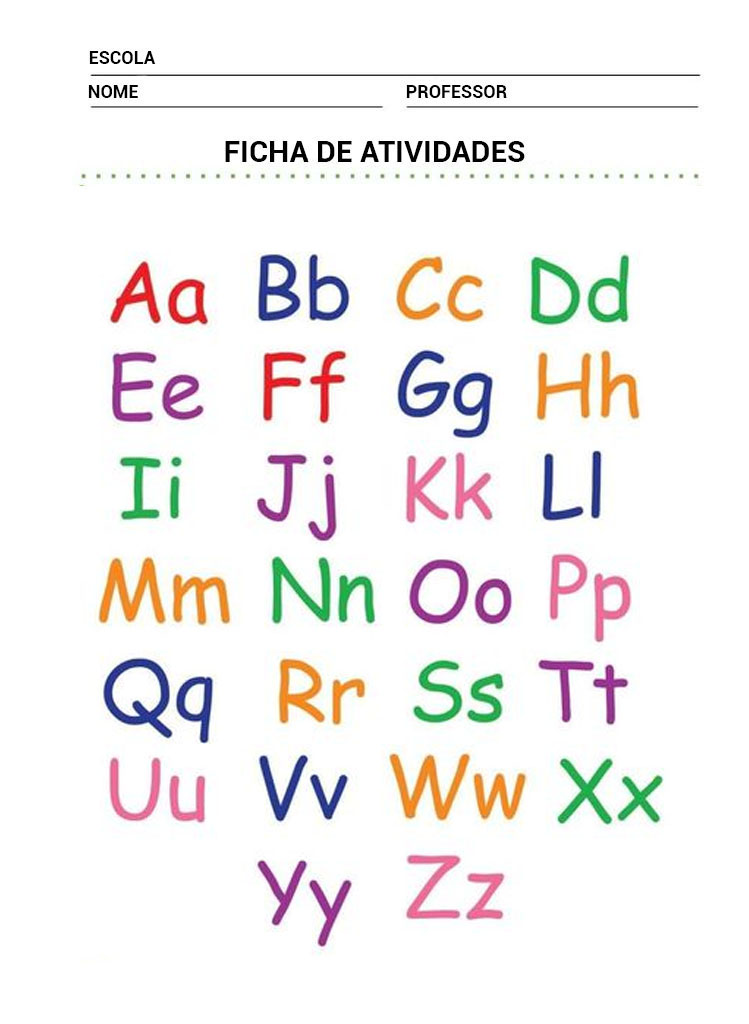 ESCOLA
NOME PROFESSOR
FICHA DE ATIVIDADES
Aa Bb Cc Dd
Ee Ff Gg Hh
Ii Jj Kk Ll
Mm Nn Oo Pp
Qq Rr Ss Tt
Uu Vv Ww Xx
Yy Zz